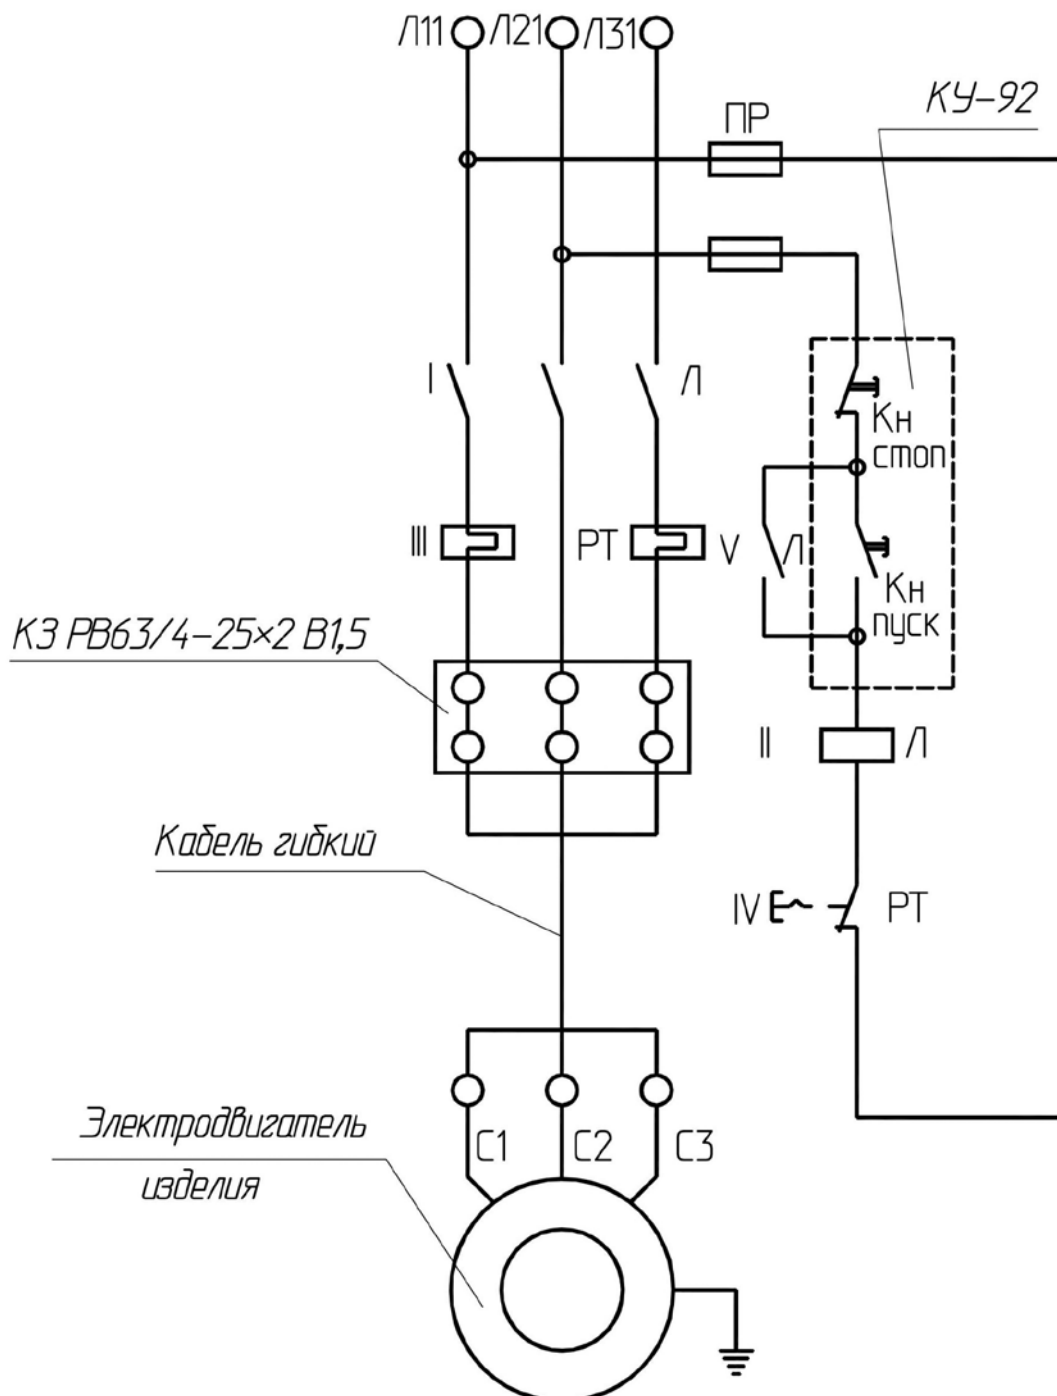 Л11 Л21 Л31
КУ-92
ПР
I
Л
Кн
стоп
III
РТ
V
Л
Кн
пуск
КЗ РВ63/4-25×2 В1,5
II
Л
Кабель гибкий
IV
РТ
Электродвигатель
изделия
С1
С2
С3